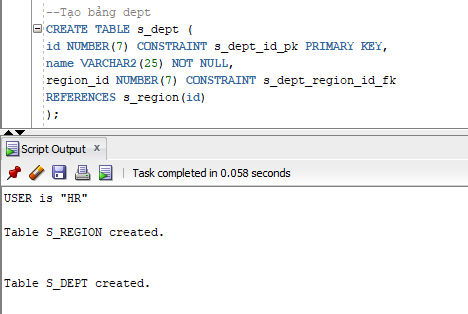 --Tạo bảng dept
CREATE TABLE s_dept (
id NUMBER(7) CONSTRAINT s_dept_id_pk PRIMARY KEY,
name VARCHAR2(25) NOT NULL,
region_id NUMBER(7) CONSTRAINT s_dept_region_id_fk
REFERENCES s_region(id)
);
Script Output x
Task completed in 0.058 seconds
USER is "HR"
Table S_REGION created.
Table S_DEPT created.